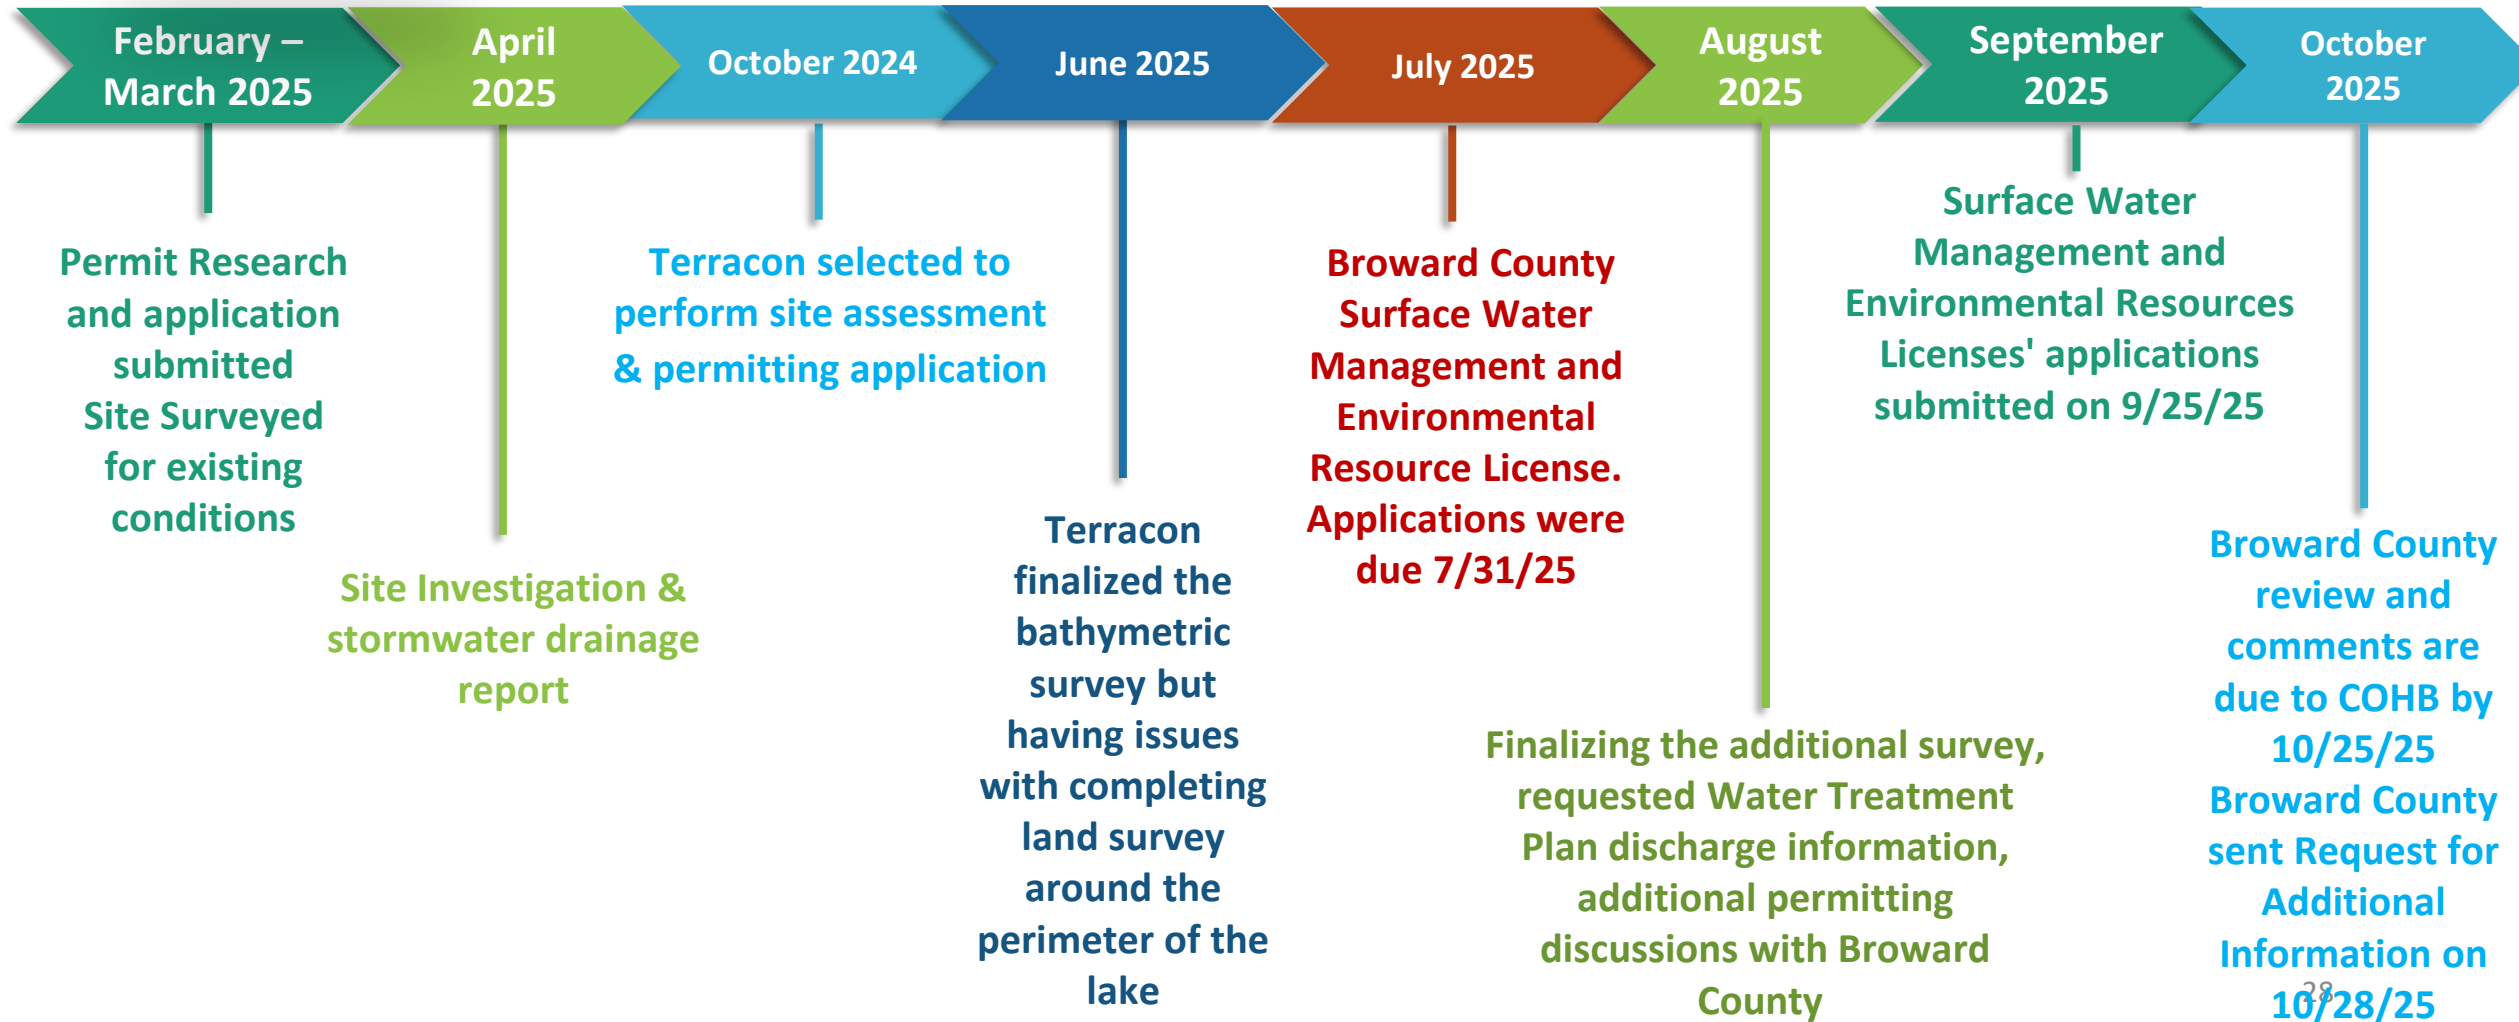 February –
March 2025
April
2025
October 2024
June 2025
July 2025
August
2025
September
2025
October
2025
Permit Research
and application
submitted
Site Surveyed
for existing
conditions
Site Investigation &
stormwater drainage
report
Terracon selected to
perform site assessment
& permitting application
Terracon
finalized the
bathymetric
survey but
having issues
with completing
land survey
around the
perimeter of the
lake
Broward County
Surface Water
Management and
Environmental
Resource License.
Applications were
due 7/31/25
Finalizing the additional survey,
requested Water Treatment
Plan discharge information,
additional permitting
discussions with Broward
County
Surface Water
Management and
Environmental Resources
Licenses' applications
submitted on 9/25/25
Broward County
review and
comments are
due to COHB by
10/25/25
Broward County
sent Request for
Additional
Information on
10/28/25
28